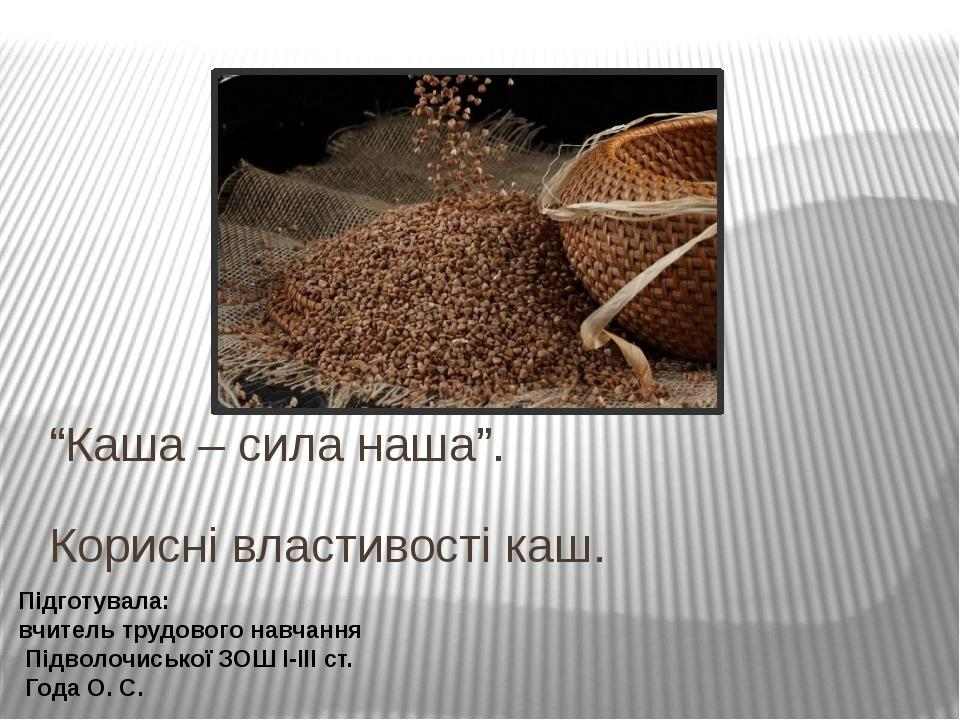 “Каша – сила наша”.
Корисні властивості каш.
Підготувала:
вчитель трудового навчання
Підволочиської ЗОШ І-ІІІ ст.
Года О. С.